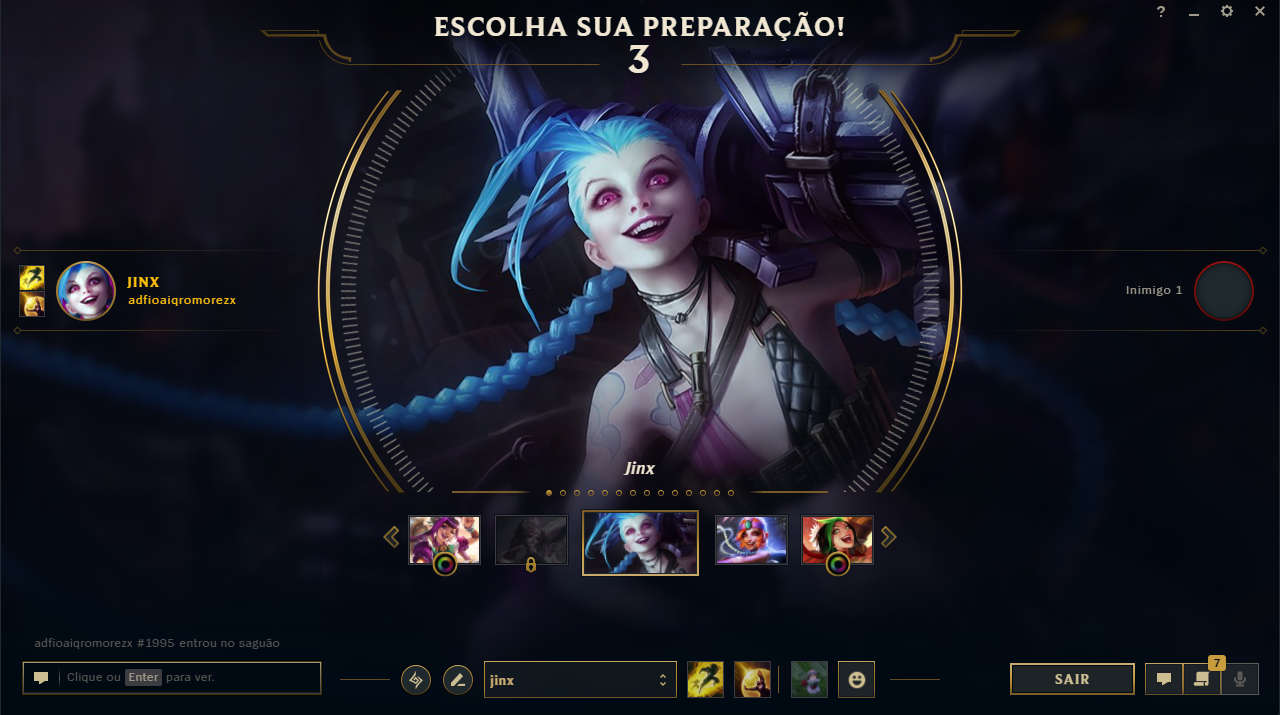 ESCOLHA SUA PREPARAÇÃO!
3
?
JINX
adfioaiqromorezx
Inimigo 1
Jinx
adfioaiqromorezx #1995 entrou no saguão
Clique ou Enter para ver.
jinx
SAIR
7